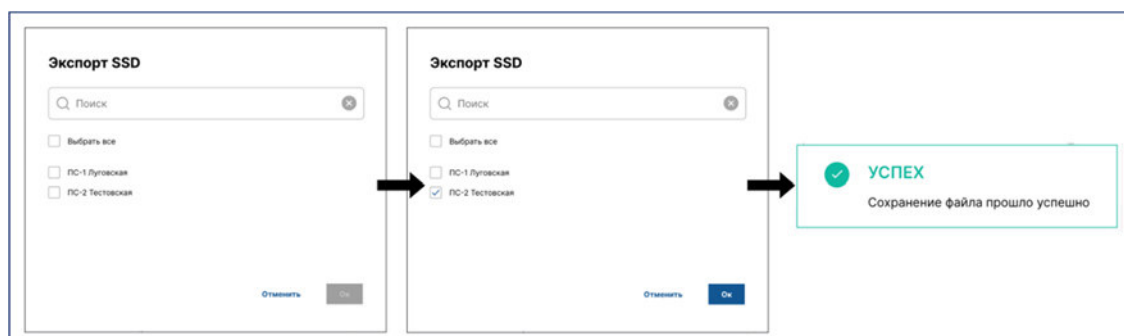 Экспорт SSD
Поиск
Выбрать все
ПС-1 Луговская
ПС-2 Тестовская
Отменить
Ок
Экспорт SSD
Поиск
Выбрать все
ПС-1 Луговская
ПС-2 Тестовская
Отменить
Ок
УСПЕХ
Сохранение файла прошло успешно